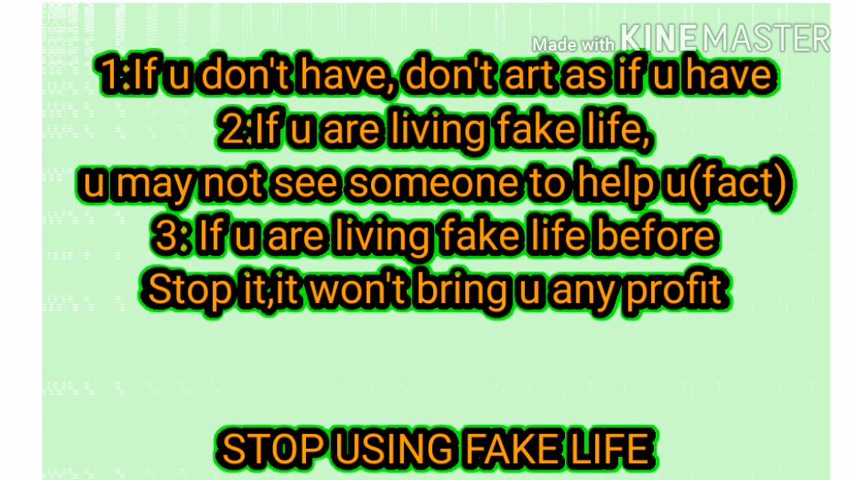 Made with KINEMASTER
1:If u don't have, don't art as if u have
2:If u are living fake life,
u may not see someone to help u(fact)
3: If u are living fake life before
Stop it,it won't bring u any profit
STOP USING FAKE LIFE